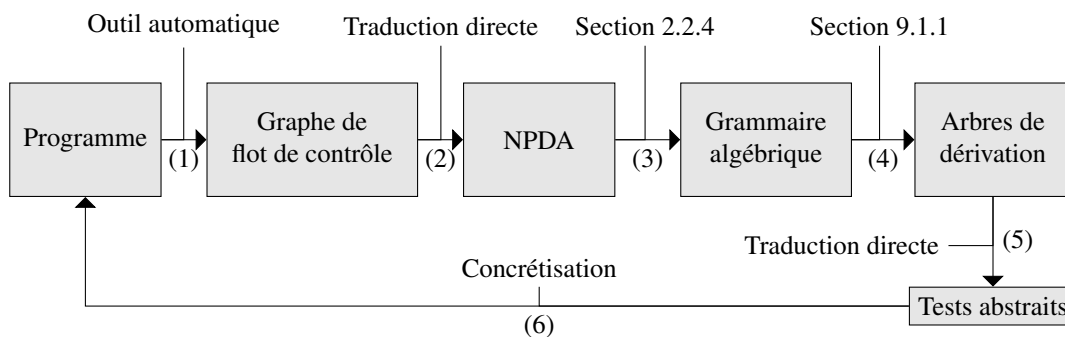 Outil automatique
Traduction directe
Section 2.2.4
Section 9.1.1
Programme
Graphe de
flot de contrôle
NPDA
Grammaire
algébrique
Arbres de
dérivation
(1)
(2)
(3)
(4)
(5)
Traduction directe
Concrétisation
Tests abstraits
(6)